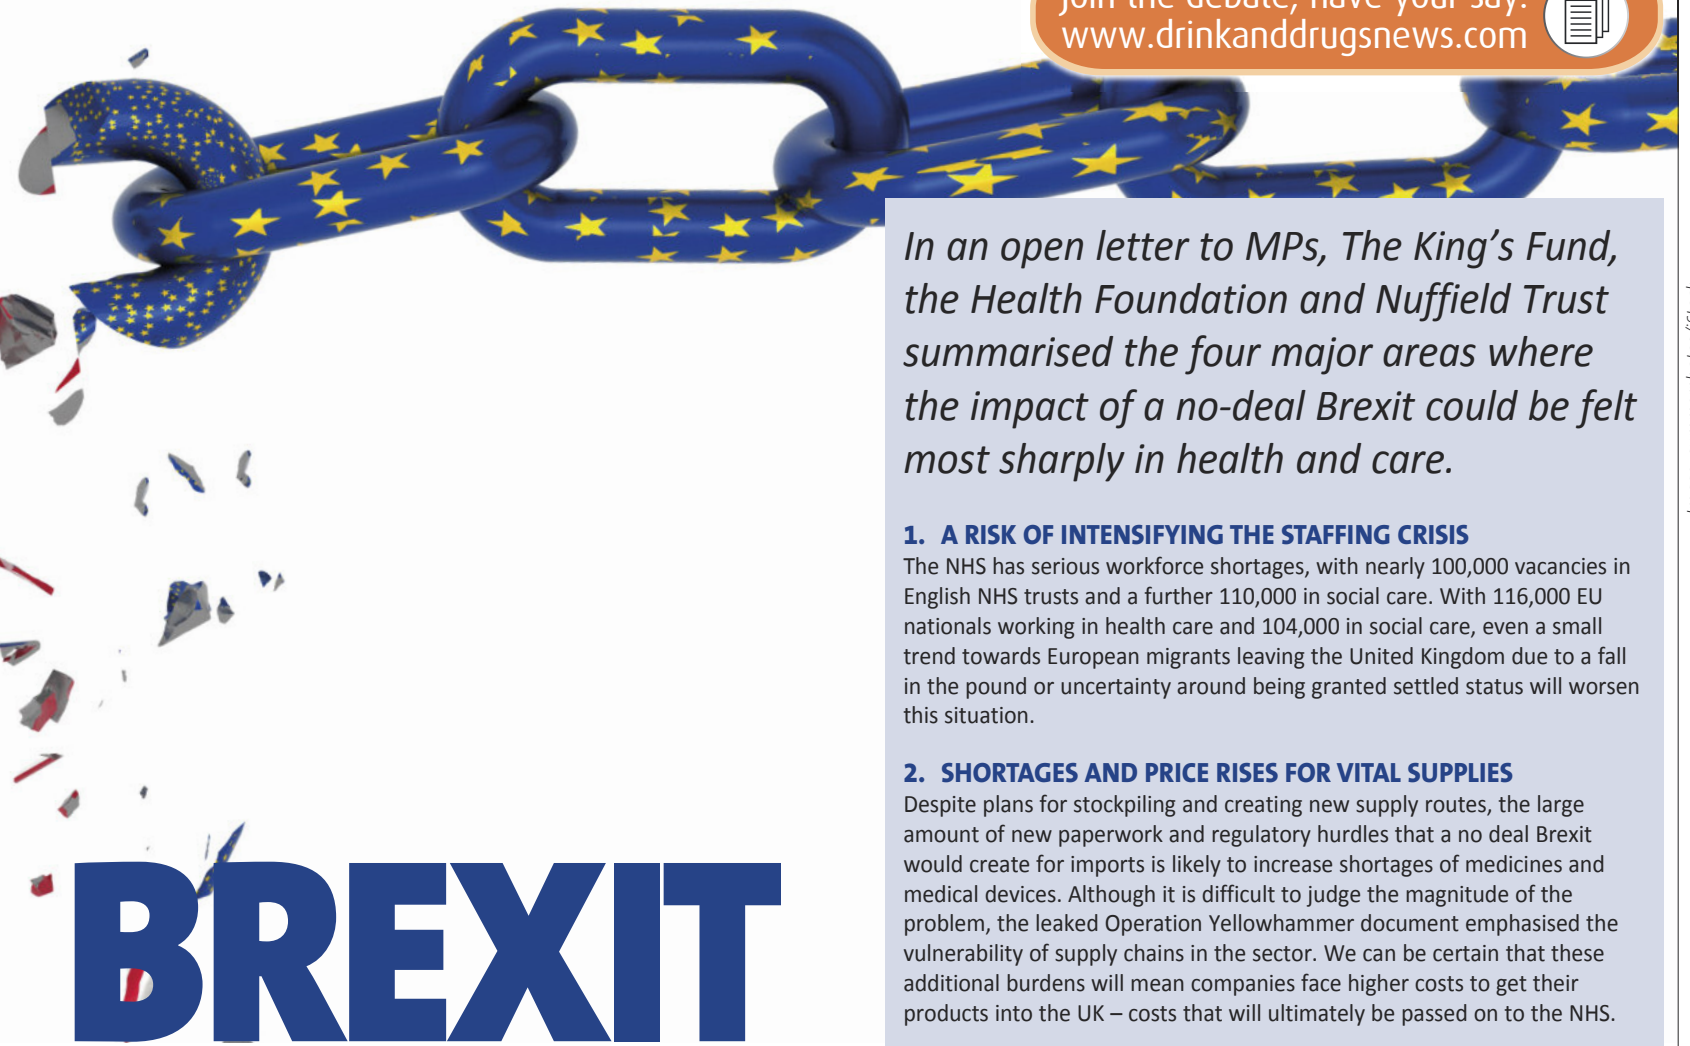 Join the debate, have your say.
www.drinkanddrugsnews.com
In an open letter to MPs, The King’s Fund,
the Health Foundation and Nuffield Trust
summarised the four major areas where
the impact of a no-deal Brexit could be felt
most sharply in health and care.
1. A RISK OF INTENSIFYING THE STAFFING CRISIS
The NHS has serious workforce shortages, with nearly 100,000 vacancies in
English NHS trusts and a further 110,000 in social care. With 116,000 EU
nationals working in health care and 104,000 in social care, even a small
trend towards European migrants leaving the United Kingdom due to a fall
in the pound or uncertainty around being granted settled status will worsen
this situation.
2. SHORTAGES AND PRICE RISES FOR VITAL SUPPLIES
Despite plans for stockpiling and creating new supply routes, the large
amount of new paperwork and regulatory hurdles that a no deal Brexit
would create for imports is likely to increase shortages of medicines and
medical devices. Although it is difficult to judge the magnitude of the
problem, the leaked Operation Yellowhammer document emphasised the
vulnerability of supply chains in the sector. We can be certain that these
additional burdens will mean companies face higher costs to get their
products into the UK – costs that will ultimately be passed on to the NHS.
BREXIT